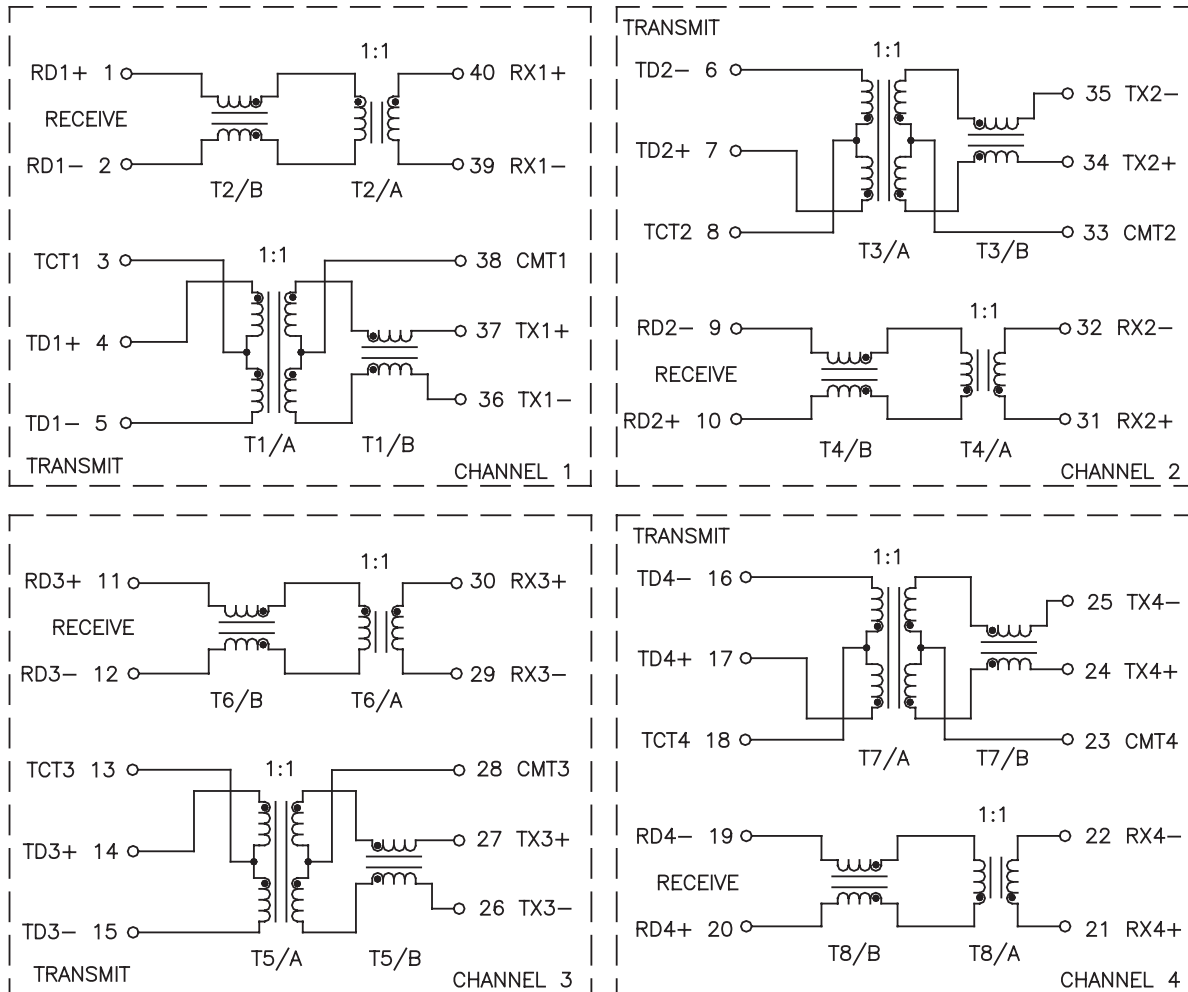 1:1
RD1+ 1
40 RX1+
RECEIVE
RD1- 2
39 RX1-
T2/B
T2/A
TCT1 3
1:1
38 CMT1
37 TX1+
TD1+ 4
36 TX1-
TD1- 5
T1/A
T1/B
TRANSMIT
CHANNEL 1
TRANSMIT
1:1
TD2- 6
35 TX2-
TD2+ 7
34 TX2+
TCT2 8
33 CMT2
T3/A
T3/B
1:1
RD2- 9
32 RX2-
RECEIVE
RD2+ 10
31 RX2+
T4/B
T4/A
CHANNEL 2
1:1
RD3+ 11
30 RX3+
RECEIVE
RD3- 12
29 RX3-
T6/B
T6/A
TCT3 13
1:1
28 CMT3
27 TX3+
TD3+ 14
26 TX3-
TD3- 15
T5/A
T5/B
TRANSMIT
CHANNEL 3
TRANSMIT
1:1
TD4- 16
25 TX4-
TD4+ 17
24 TX4+
TCT4 18
23 CMT4
T7/A
T7/B
1:1
RD4- 19
22 RX4-
RECEIVE
RD4+ 20
21 RX4+
T8/B
T8/A
CHANNEL 4